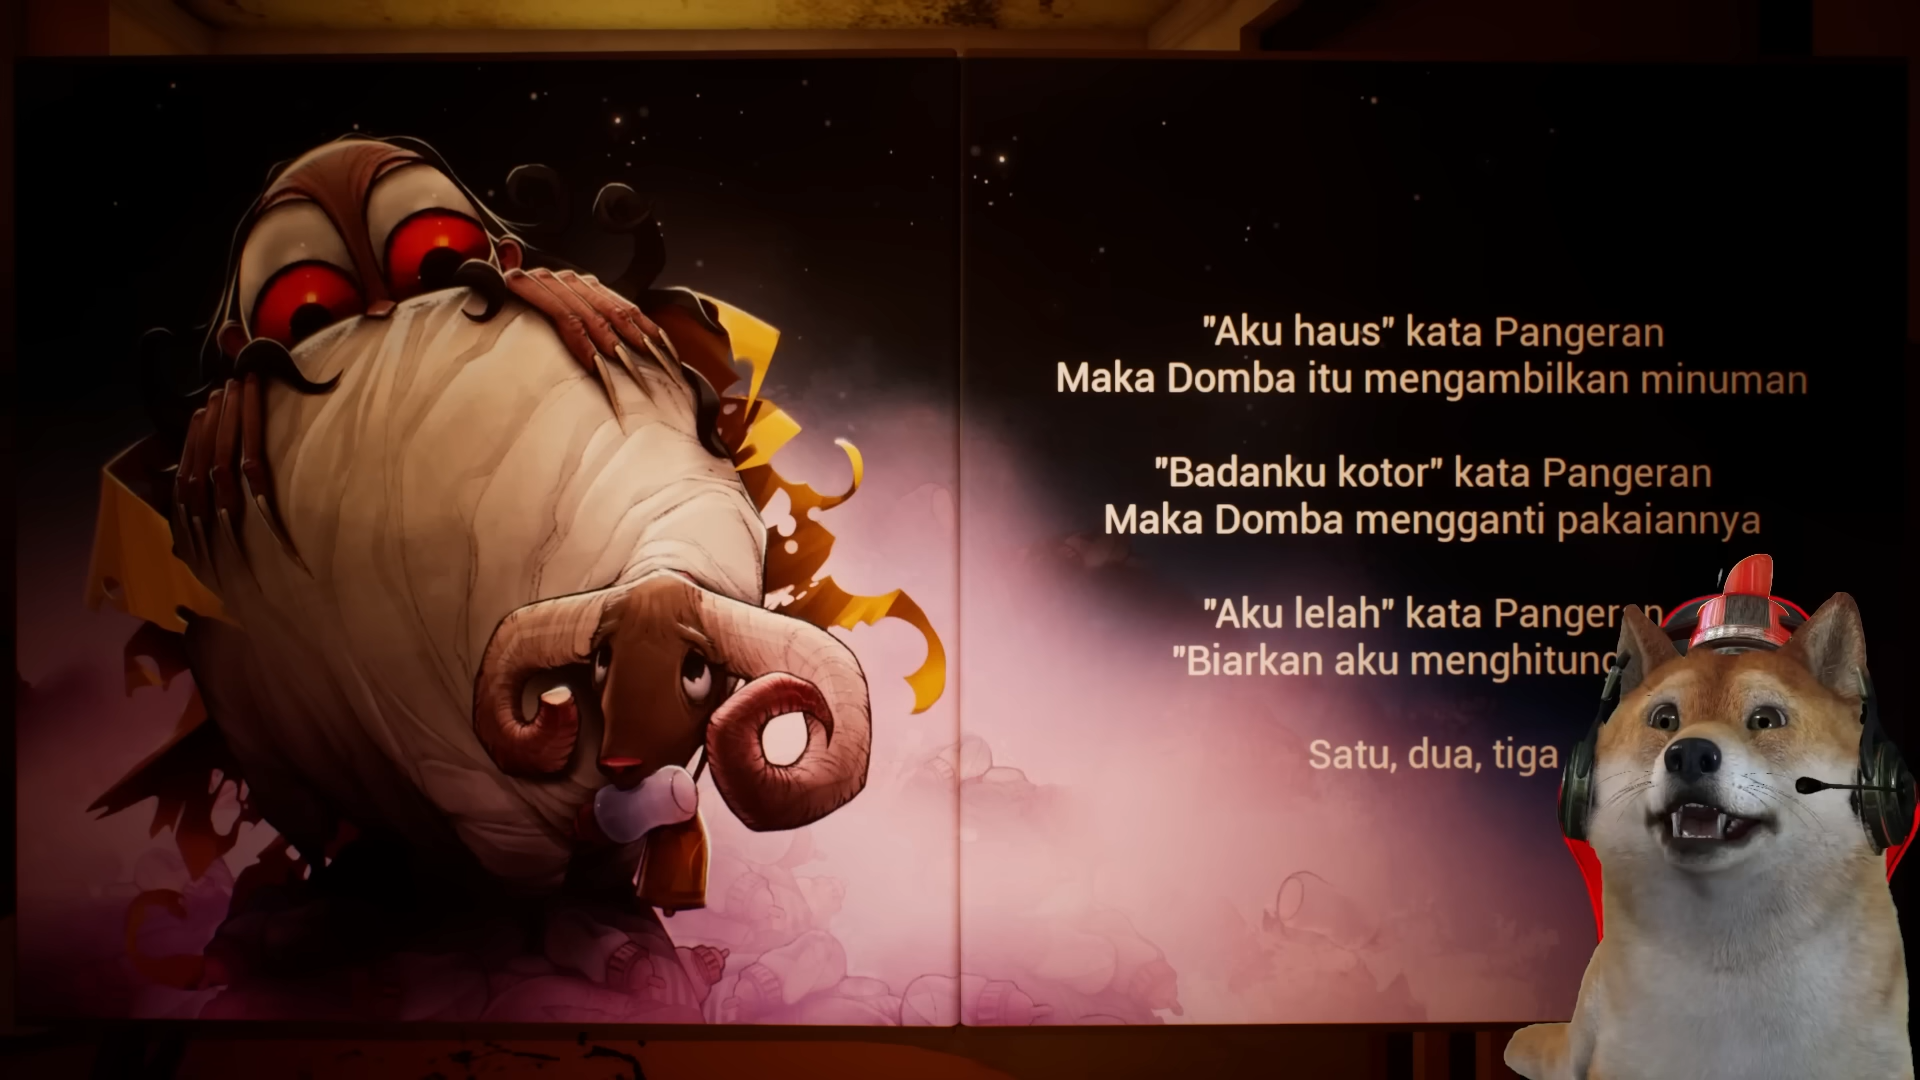 "Aku haus" kata Pangeran
Maka Domba itu mengambilkan minuman
"Badanku kotor" kata Pangeran
Maka Domba mengganti pakaiannya
"Aku lelah" kata Pangeran
"Biarkan aku menghitung
Satu, dua, tiga